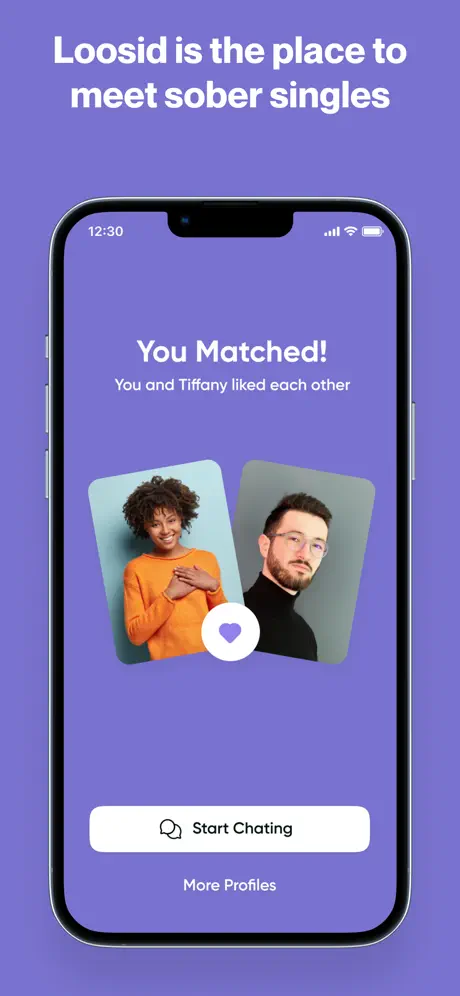 Loosid is the place to
meet sober singles
12:30
You Matched!
You and Tiffany liked each other
Start Chating
More Profiles